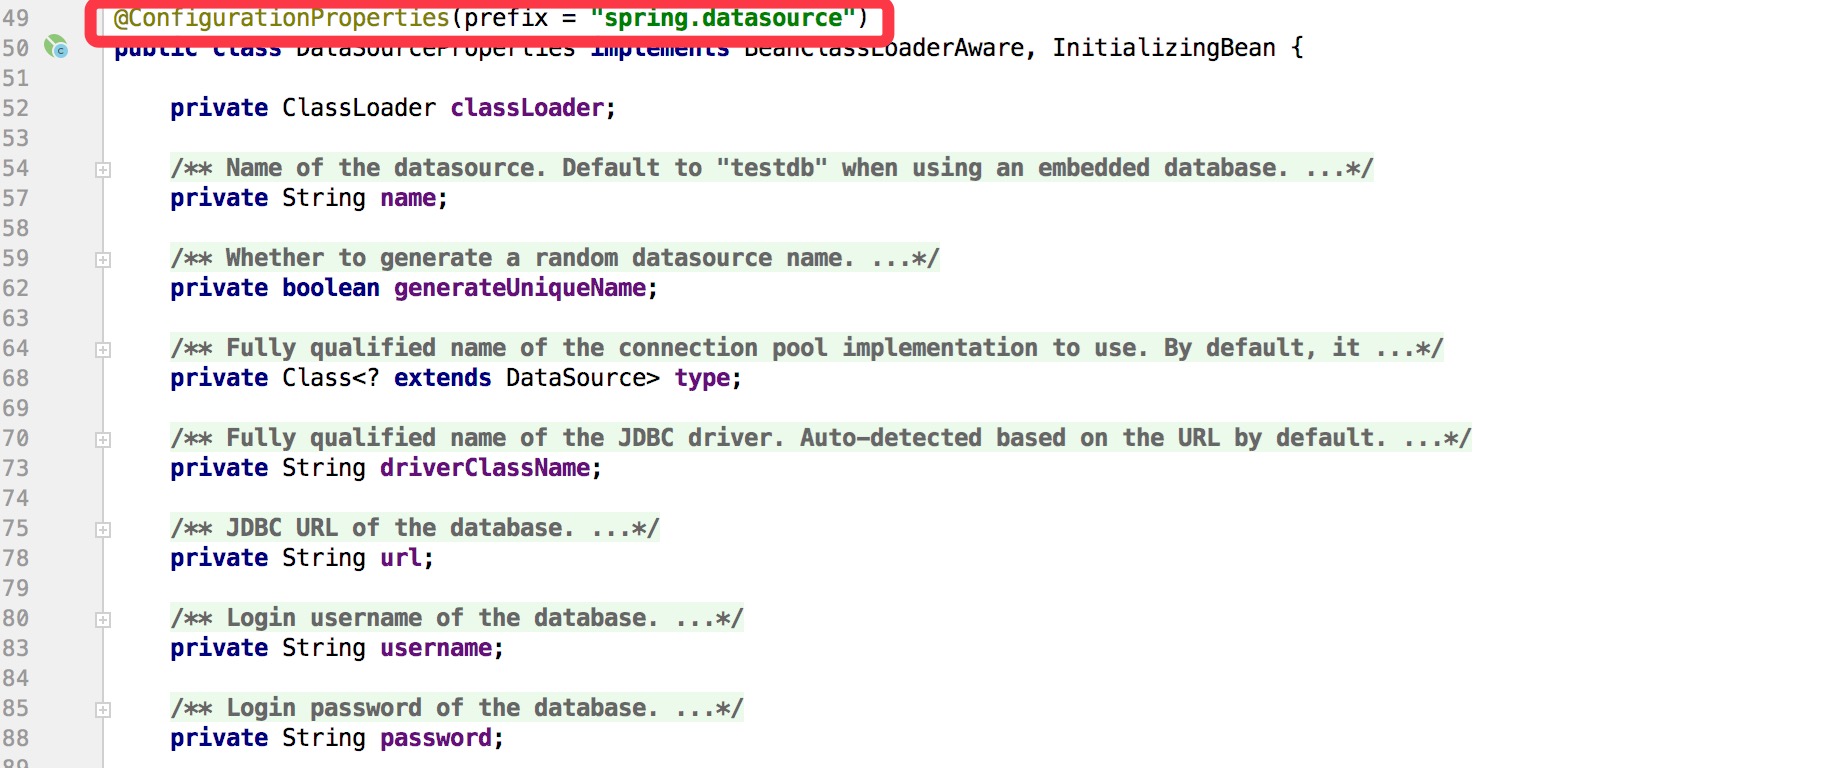 49 @ConfigurationProperties(prefix = "spring.datasource")
50 public class DataSourceProperties implements BeanClassLoaderAware, InitializingBean {
51
52 private ClassLoader classLoader;
53
54 /** Name of the datasource. Default to "testdb" when using an embedded database. ...*/
57 private String name;
58
59 /** Whether to generate a random datasource name. ...*/
62 private boolean generateUniqueName;
63
64 /** Fully qualified name of the connection pool implementation to use. By default, it ...*/
68 private Class<? extends DataSource> type;
69
70 /** Fully qualified name of the JDBC driver. Auto-detected based on the URL by default. ...*/
73 private String driverClassName;
74
75 /** JDBC URL of the database. ...*/
78 private String url;
79
80 /** Login username of the database. ...*/
83 private String username;
84
85 /** Login password of the database. ...*/
88 private String password;
89